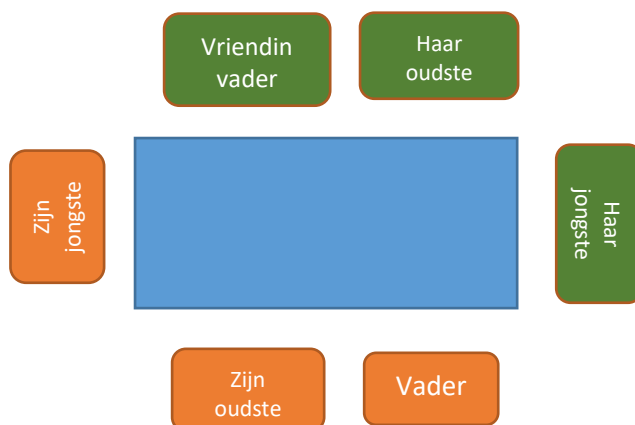 Vriendin
vader
Haar
oudste
Zijn
jongste
Haar
jongste
Zijn
oudste
Vader